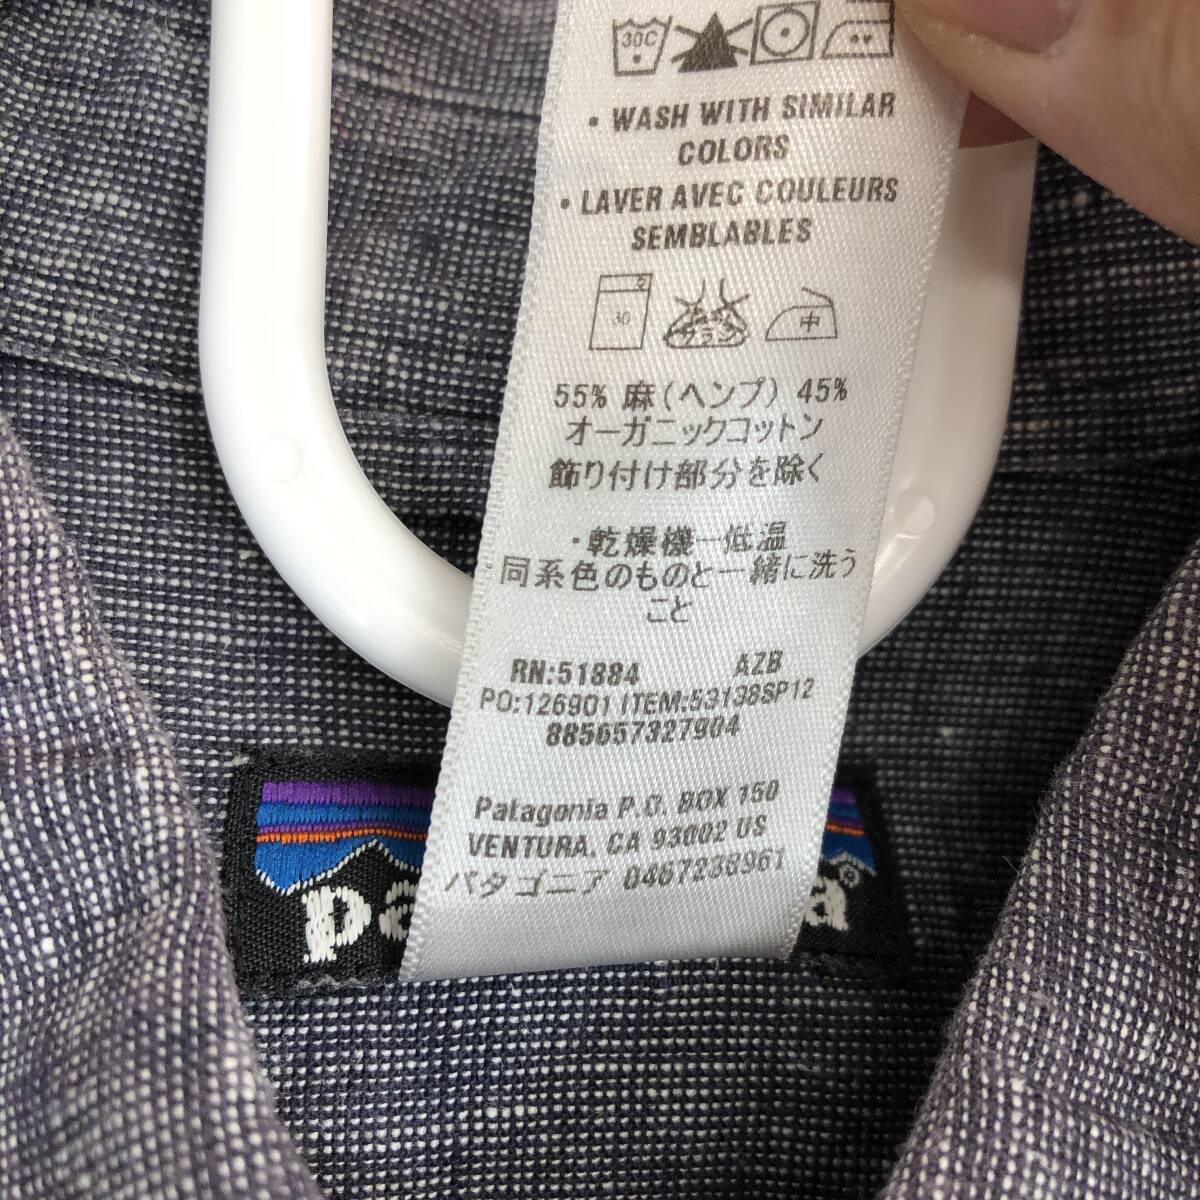 30C
• WASH WITH SIMILAR
COLORS
• LAVER AVEC COULEURS
SEMBLABLES
30 中
55% 麻(ヘンプ) 45%
オーガニックコットン
飾り付け部分を除く
・乾燥機一低温
同系色のものと一緒に洗う
こと
RN:51884 AZB
PO:126901 ITEM:53138SP12
885657327904
Patagonia P.O. BOX 150
VENTURA, CA 93002 US
パタゴニア 0467238961
pa a®